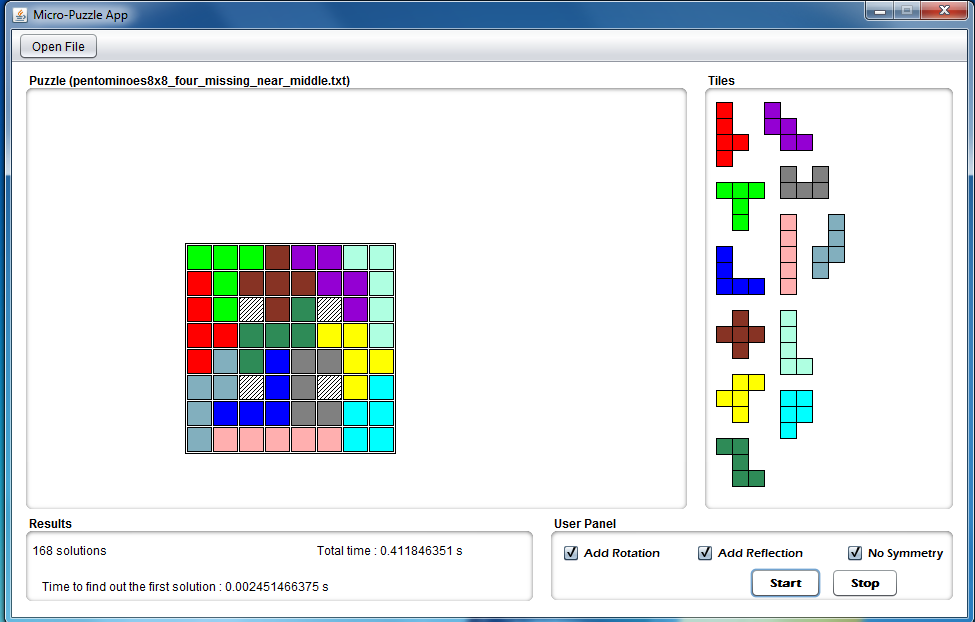 Micro-Puzzle App
Open File
Puzzle (pentominoes8x8_four_missing_near_middle.txt)
Tiles
Results
168 solutions
Total time : 0.411846351 s
Time to find out the first solution : 0.002451466375 s
User Panel
Add Rotation
Add Reflection
No Symmetry
Start
Stop